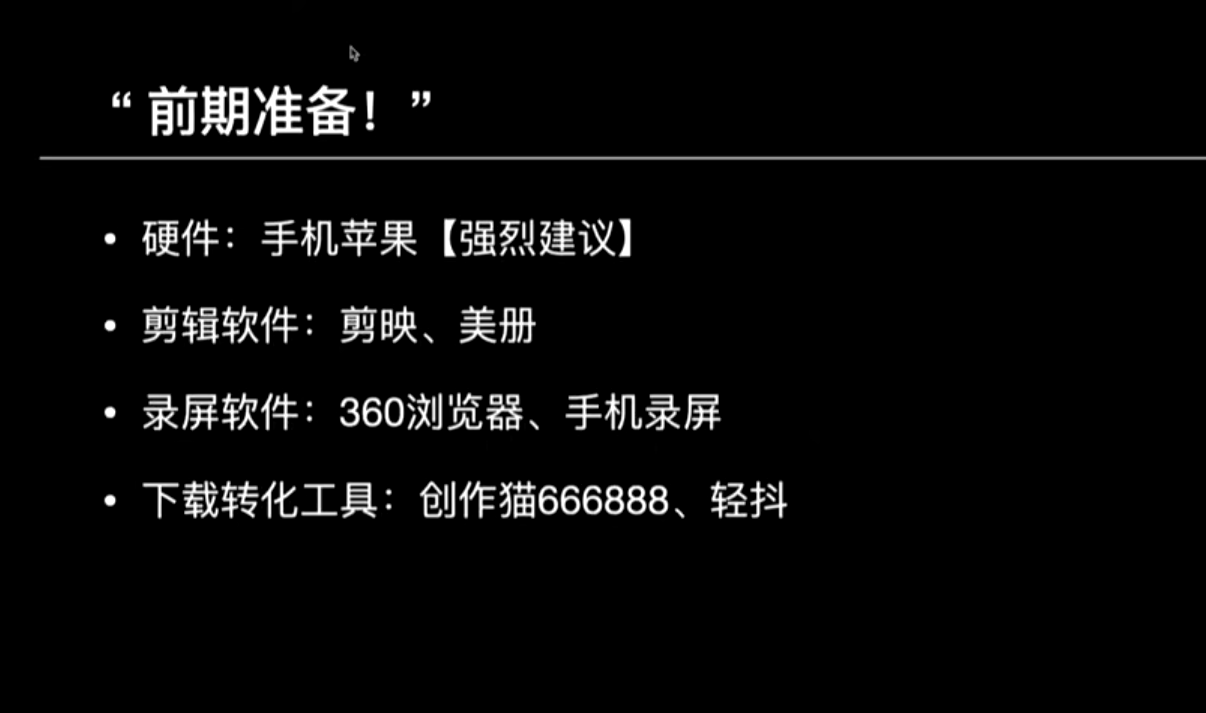 “前期准备！”
• 硬件：手机苹果【强烈建议】
• 剪辑软件：剪映、美册
• 录屏软件：360浏览器、手机录屏
• 下载转化工具：创作猫666888、轻抖